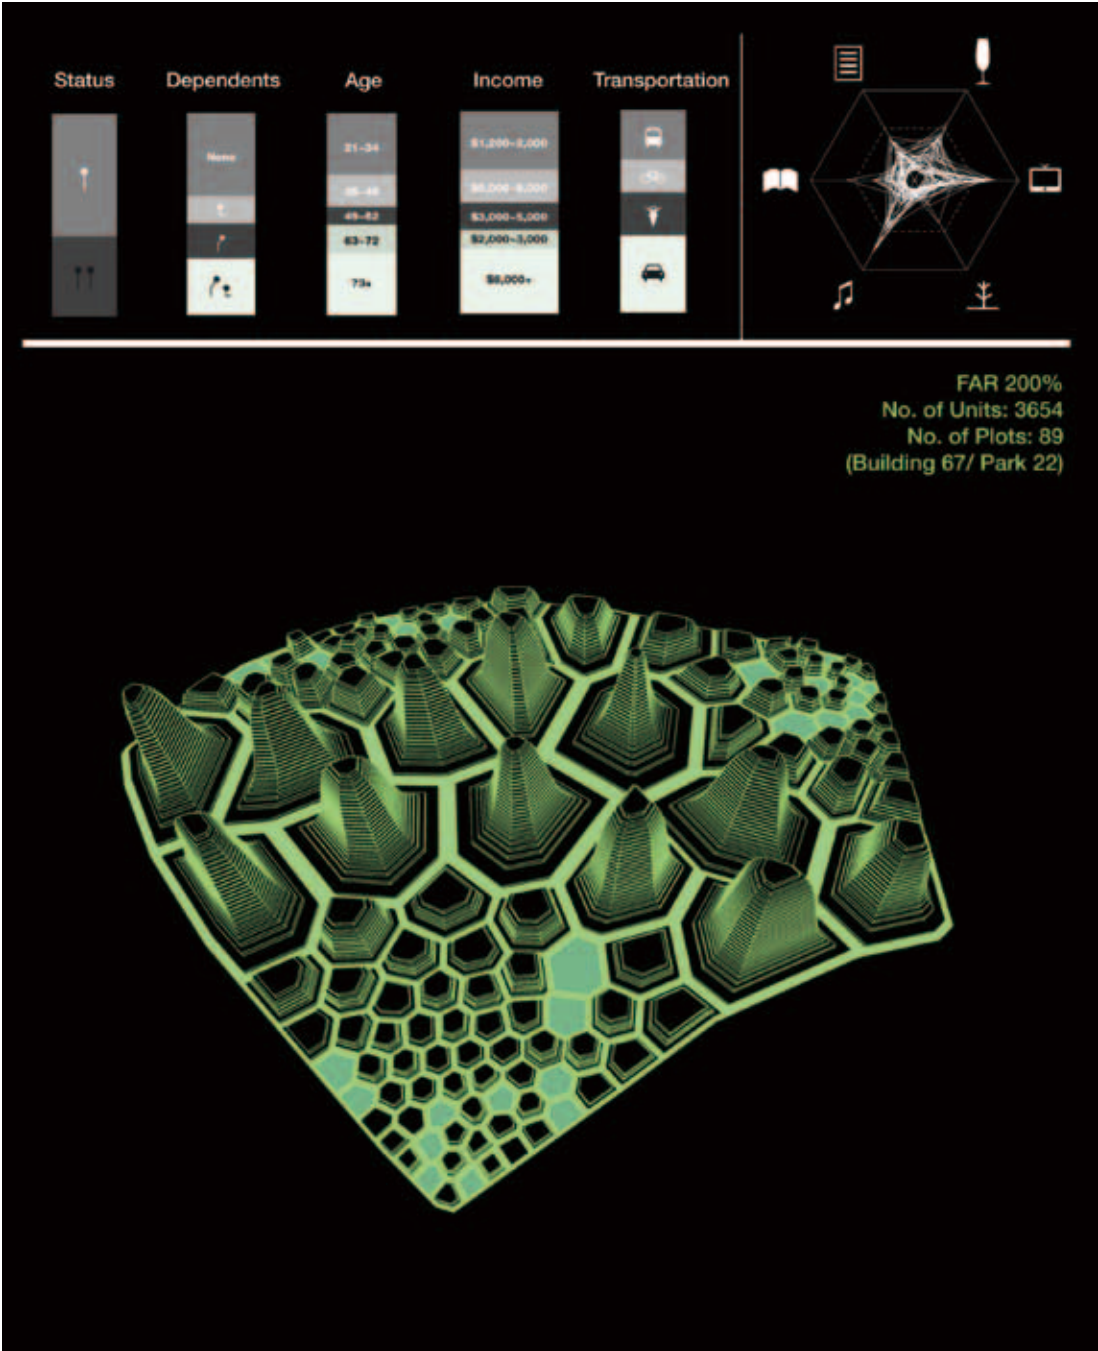 Status
Dependents
Age
Income
Transportation
None
21-34
49-62
63-72
$1,200-2,000
$3,000-5,000
$2,000-3,000
$6,000+
FAR 200%
No. of Units: 3654
No. of Plots: 89
(Building 67/ Park 22)